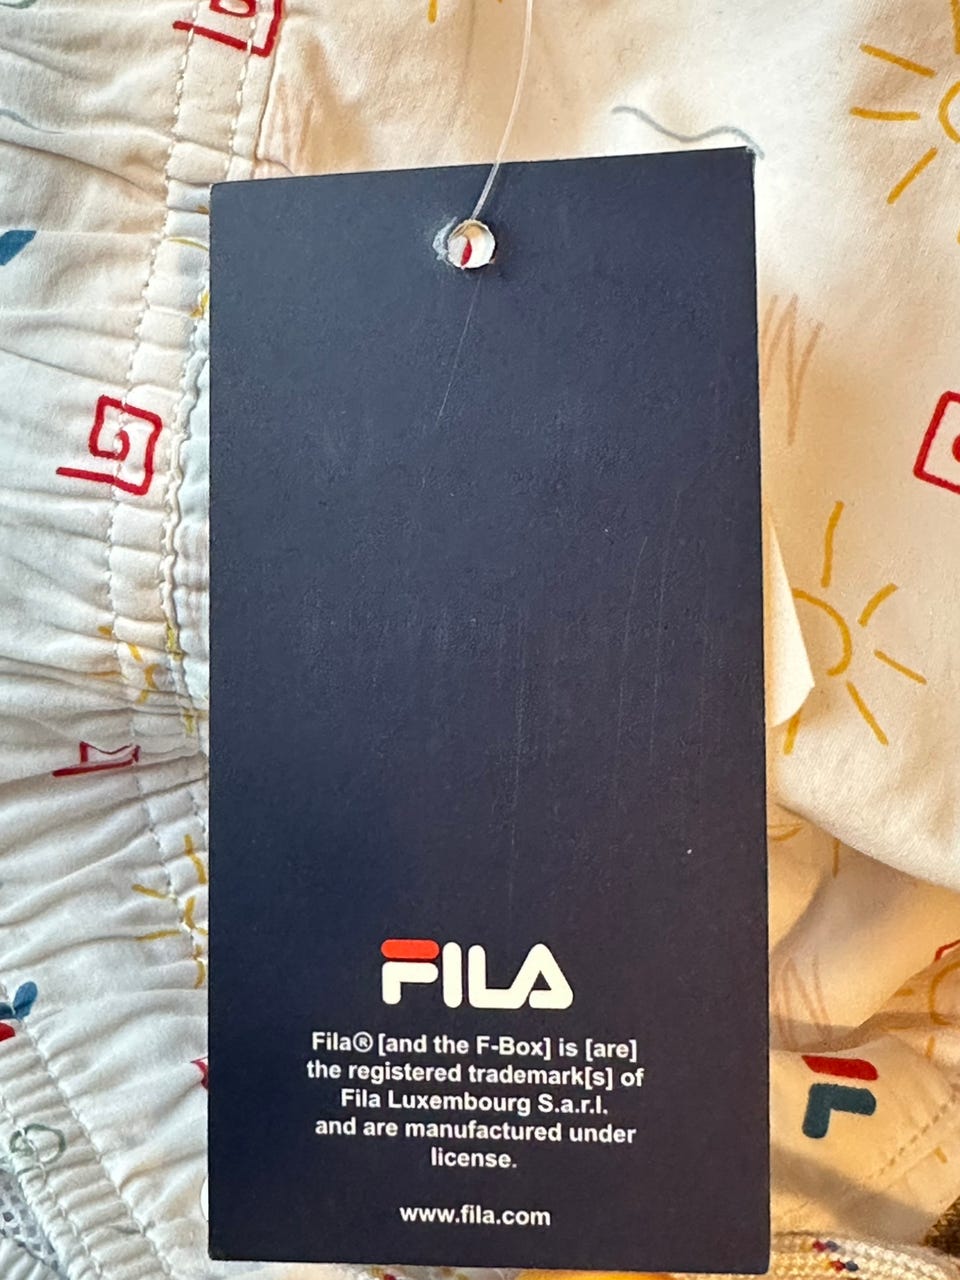 FILA
Fila® [and the F-Box] is [are]
the registered trademark[s] of
Fila Luxembourg S.a.r.l.
and are manufactured under
license.
www.fila.com